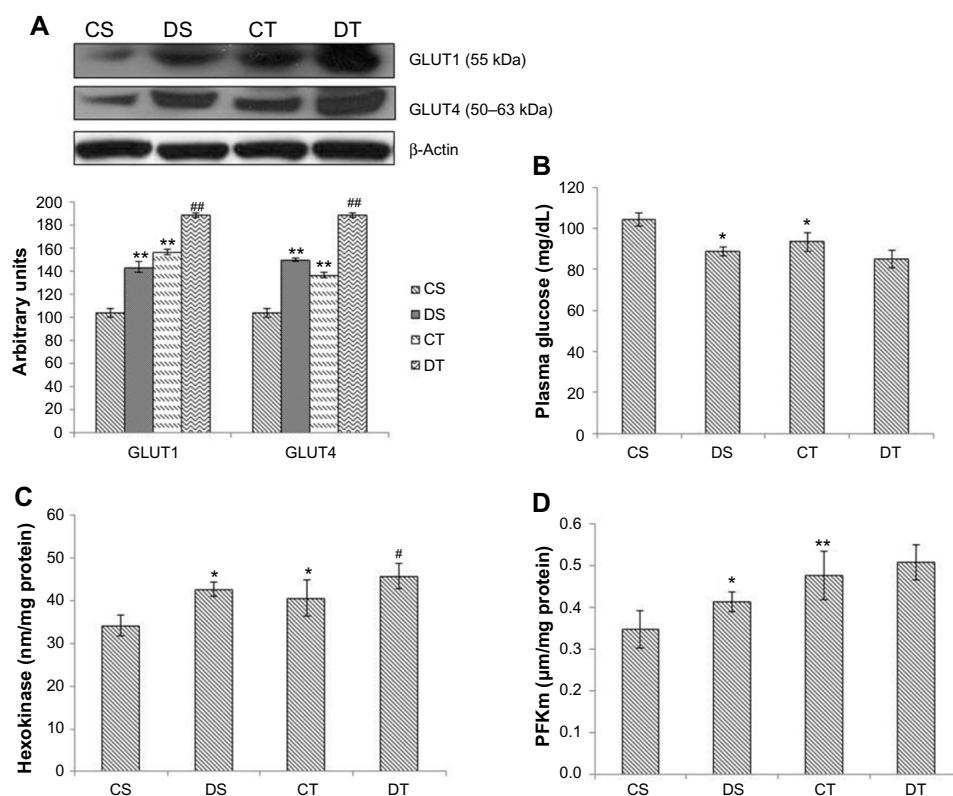 A
CS DS CT DT
GLUT1 (55 kDa)
GLUT4 (50–63 kDa)
β-Actin
Arbitrary units
200
180
160
140
120
100
80
60
40
20
0
** ** ##
** ** ##
GLUT1 GLUT4
CS
DS
CT
DT
B
Plasma glucose (mg/dL)
120
100
80
60
40
20
0
* *
CS DS CT DT
C
Hexokinase (nm/mg protein)
60
50
40
30
20
10
0
* * #
CS DS CT DT
D
PFKm (μm/mg protein)
0.6
0.5
0.4
0.3
0.2
0.1
0.0
* **
CS DS CT DT